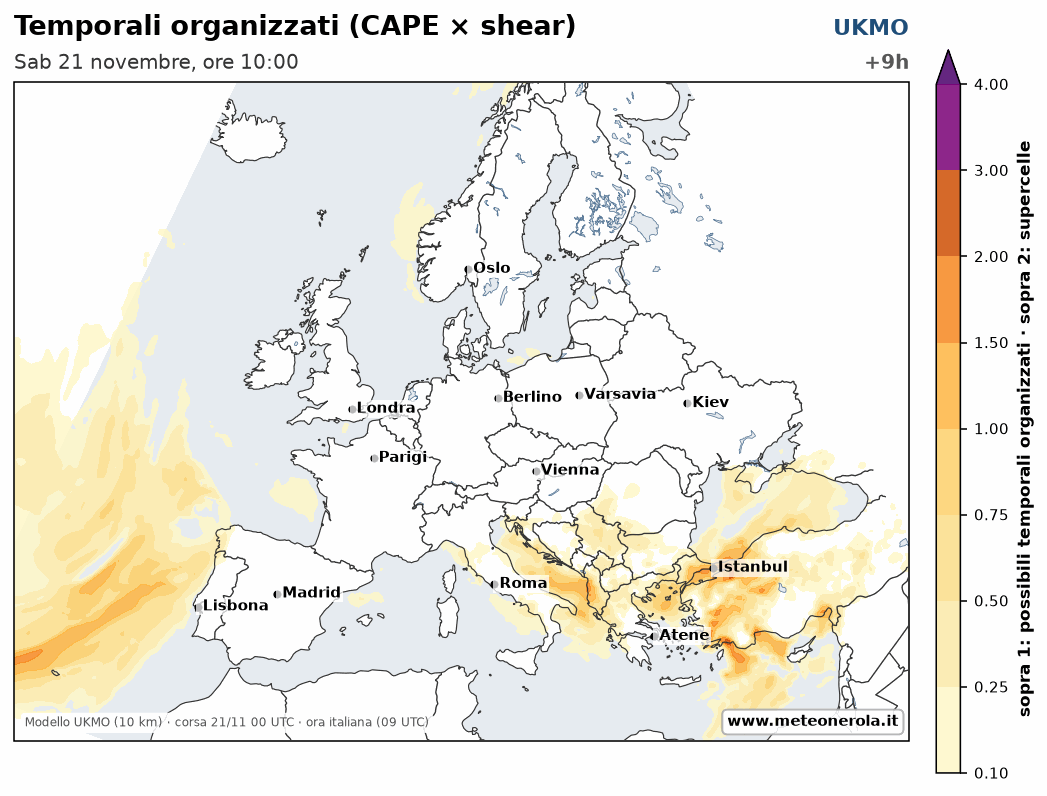 Temporali organizzati (CAPE × shear)
UKMO
Sab 21 novembre, ore 10:00
+9h
Oslo
Londra
Berlino
Varsavia
Kiev
Parigi
Vienna
Istanbul
Roma
Madrid
Lisbona
Atene
Modello UKMO (10 km) · corsa 21/11 00 UTC · ora italiana (09 UTC)
www.meteonerola.it
4.00
3.00
2.00
1.50
1.00
0.75
0.50
0.25
0.10
sopra 1: possibili temporali organizzati · sopra 2: supercelle